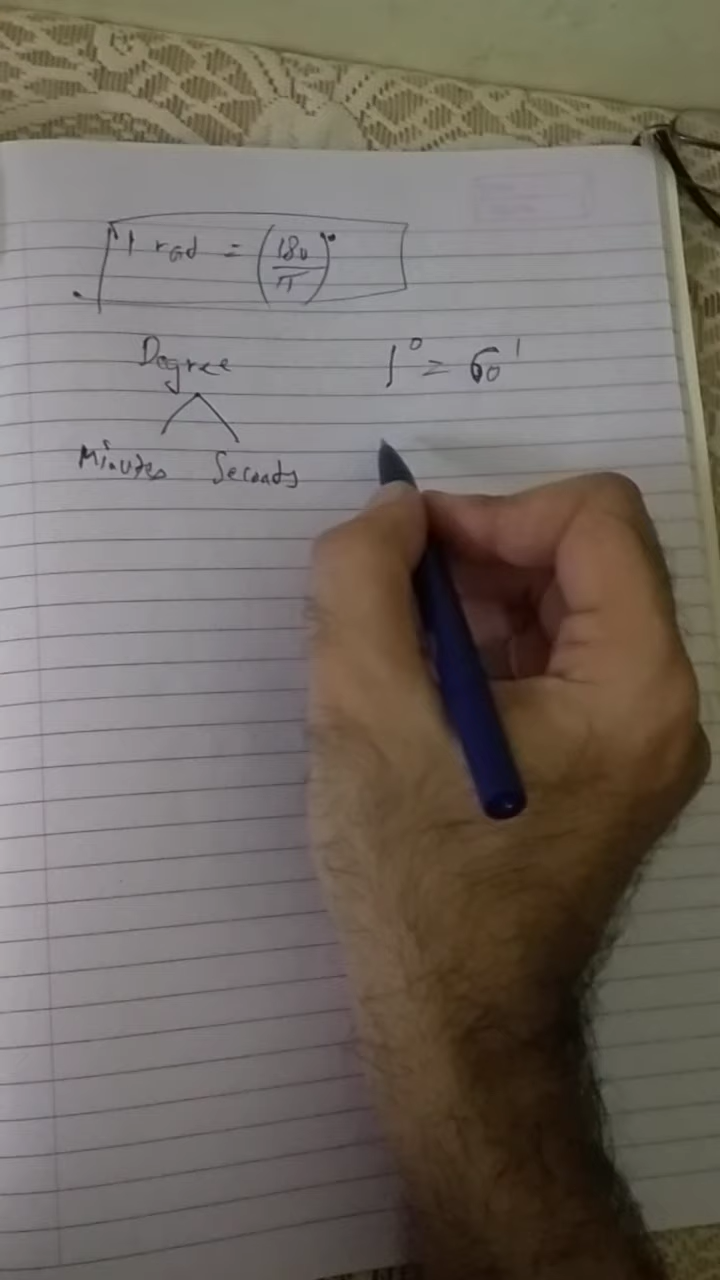 1 rad = (180/π)°
Degree
1° = 60'
Minutes Seconds